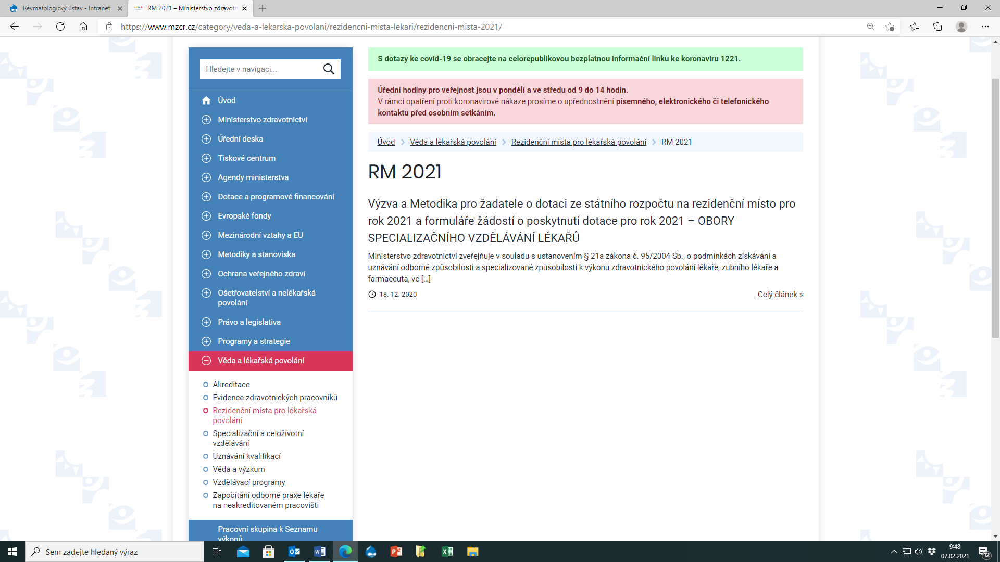 Revmatologický ústav - Intranet
RM 2021 – Ministerstvo zdravotn
https://www.mzcr.cz/category/veda-a-lekarska-povolani/rezidencni-mista-lekari/rezidencni-mista-2021/
Hledejte v navigaci...
Úvod
Ministerstvo zdravotnictví
Úřední deska
Tiskové centrum
Agendy ministerstva
Dotace a programové financování
Evropské fondy
Mezinárodní vztahy a EU
Metodiky a stanoviska
Ochrana veřejného zdraví
Ošetřovatelství a nelékařská
povolání
Právo a legislativa
Programy a strategie
Věda a lékařská povolání
Akreditace
Evidence zdravotnických pracovníků
Rezidenční místa pro lékařská
povolání
Specializační a celoživotní
vzdělávání
Uznávání kvalifikací
Věda a výzkum
Vzdělávací programy
Započítání odborné praxe lékaře
na neakreditovaném pracovišti
Pracovní skupina k Seznamu
výkonů
S dotazy ke covid-19 se obracejte na celorepublikovou bezplatnou informační linku ke koronaviru 1221.
Úřední hodiny pro veřejnost jsou v pondělí a ve středu od 9 do 14 hodin.
V rámci opatření proti koronavirové nákaze prosíme o upřednostnění písemného, elektronického či telefonického
kontaktu před osobním setkáním.
Úvod Věda a lékařská povolání Rezidenční místa pro lékařská povolání RM 2021
RM 2021
Výzva a Metodika pro žadatele o dotaci ze státního rozpočtu na rezidenční místo pro
rok 2021 a formuláře žádostí o poskytnutí dotace pro rok 2021 – OBORY
SPECIALIZAČNÍHO VZDĚLÁVÁNÍ LÉKAŘŮ
Ministerstvo zdravotnictví zveřejňuje v souladu s ustanovením § 21a zákona č. 95/2004 Sb., o podmínkách získávání a
uznávání odborné způsobilosti a specializované způsobilosti k výkonu zdravotnického povolání lékaře, zubního lékaře a
farmaceuta, ve [...]
18. 12. 2020
Celý článek »
Sem zadejte hledaný výraz
9:48
07.02.2021
12